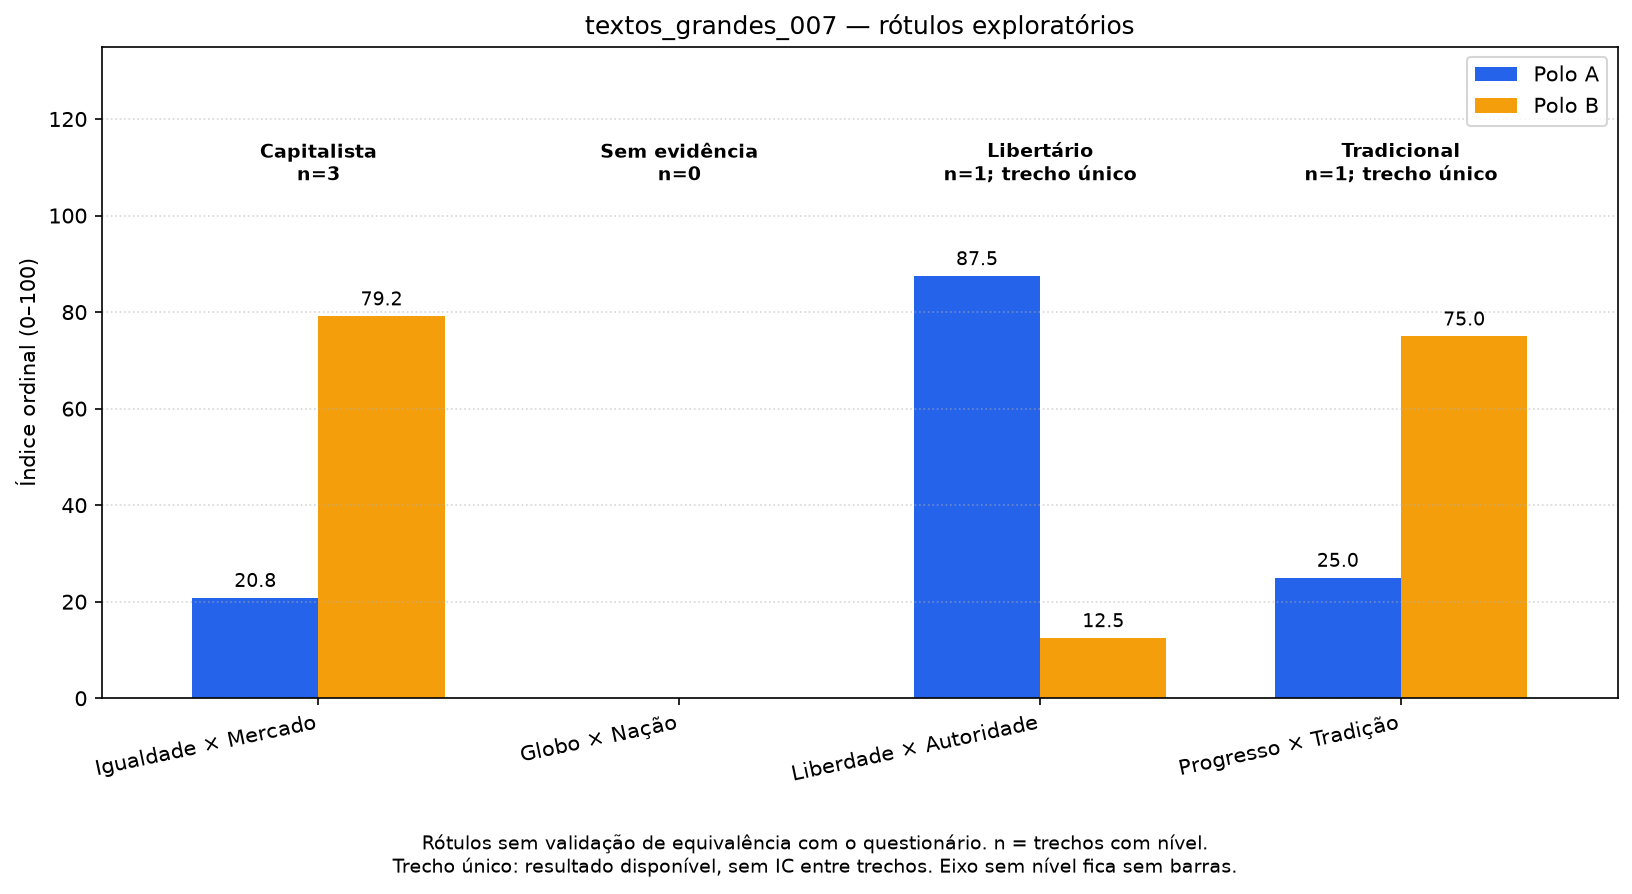 textos_grandes_007 — rótulos exploratórios
Polo A
Polo B
Índice ordinal (0–100)
120
100
80
60
40
20
0
Capitalista
n=3
Sem evidência
n=0
Libertário
n=1; trecho único
Tradicional
n=1; trecho único
20.8
79.2
87.5
12.5
25.0
75.0
Igualdade × Mercado
Globo × Nação
Liberdade × Autoridade
Progresso × Tradição
Rótulos sem validação de equivalência com o questionário. n = trechos com nível.
Trecho único: resultado disponível, sem IC entre trechos. Eixo sem nível fica sem barras.